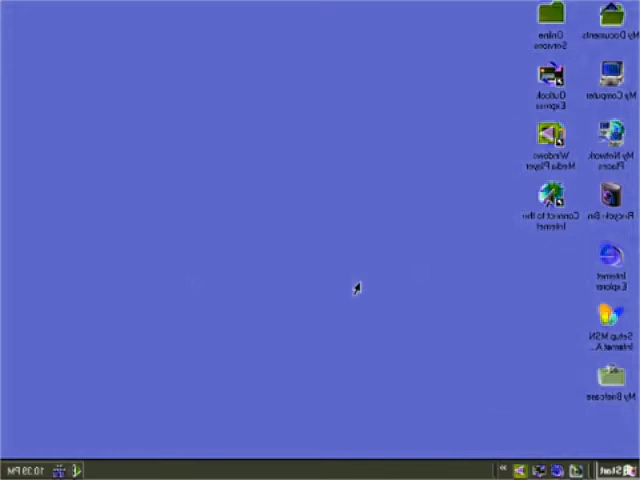 My Documents
My Computer
My Network
Places
Recycle Bin
Internet
Explorer
Setup MSN
Internet A...
My Briefcase
Online
Services
Outlook
Express
Windows
Media Player
Connect to the
Internet
Start
»
10:39 PM